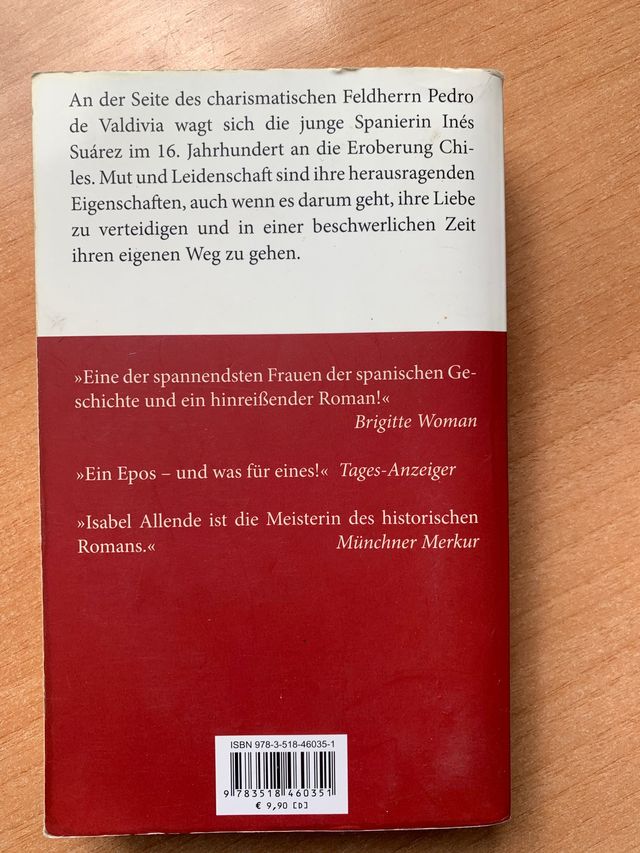 An der Seite des charismatischen Feldherrn Pedro
de Valdivia wagt sich die junge Spanierin Inés
Suárez im 16. Jahrhundert an die Eroberung Chi-
les. Mut und Leidenschaft sind ihre herausragenden
Eigenschaften, auch wenn es darum geht, ihre Liebe
zu verteidigen und in einer beschwerlichen Zeit
ihren eigenen Weg zu gehen.
»Eine der spannendsten Frauen der spanischen Ge-
schichte und ein hinreißender Roman!«
Brigitte Woman
»Ein Epos – und was für eines!« Tages-Anzeiger
»Isabel Allende ist die Meisterin des historischen
Romans.« Münchner Merkur
ISBN 978-3-518-46035-1
9 783518 460351
€ 9,90 [D]